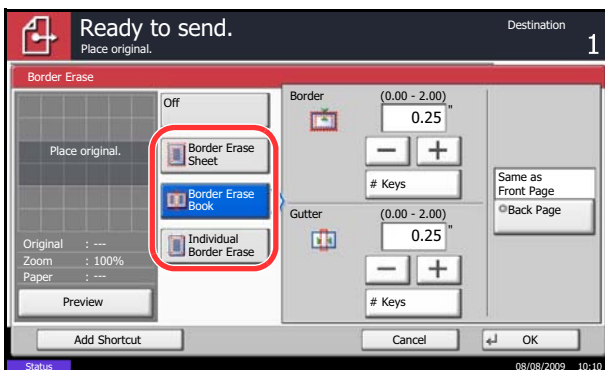 Ready to send.
Destination
Place original.
1
Border Erase
Place original.
Original : ---
Zoom : 100%
Paper : ---
Preview
Off
Border Erase
Sheet
Border Erase
Book
Individual
Border Erase
Border
(0.00 - 2.00)
0.25 "
# Keys
Gutter
(0.00 - 2.00)
0.25 "
# Keys
Same as
Front Page
Back Page
Add Shortcut
Cancel
OK
Status
08/08/2009 10:10